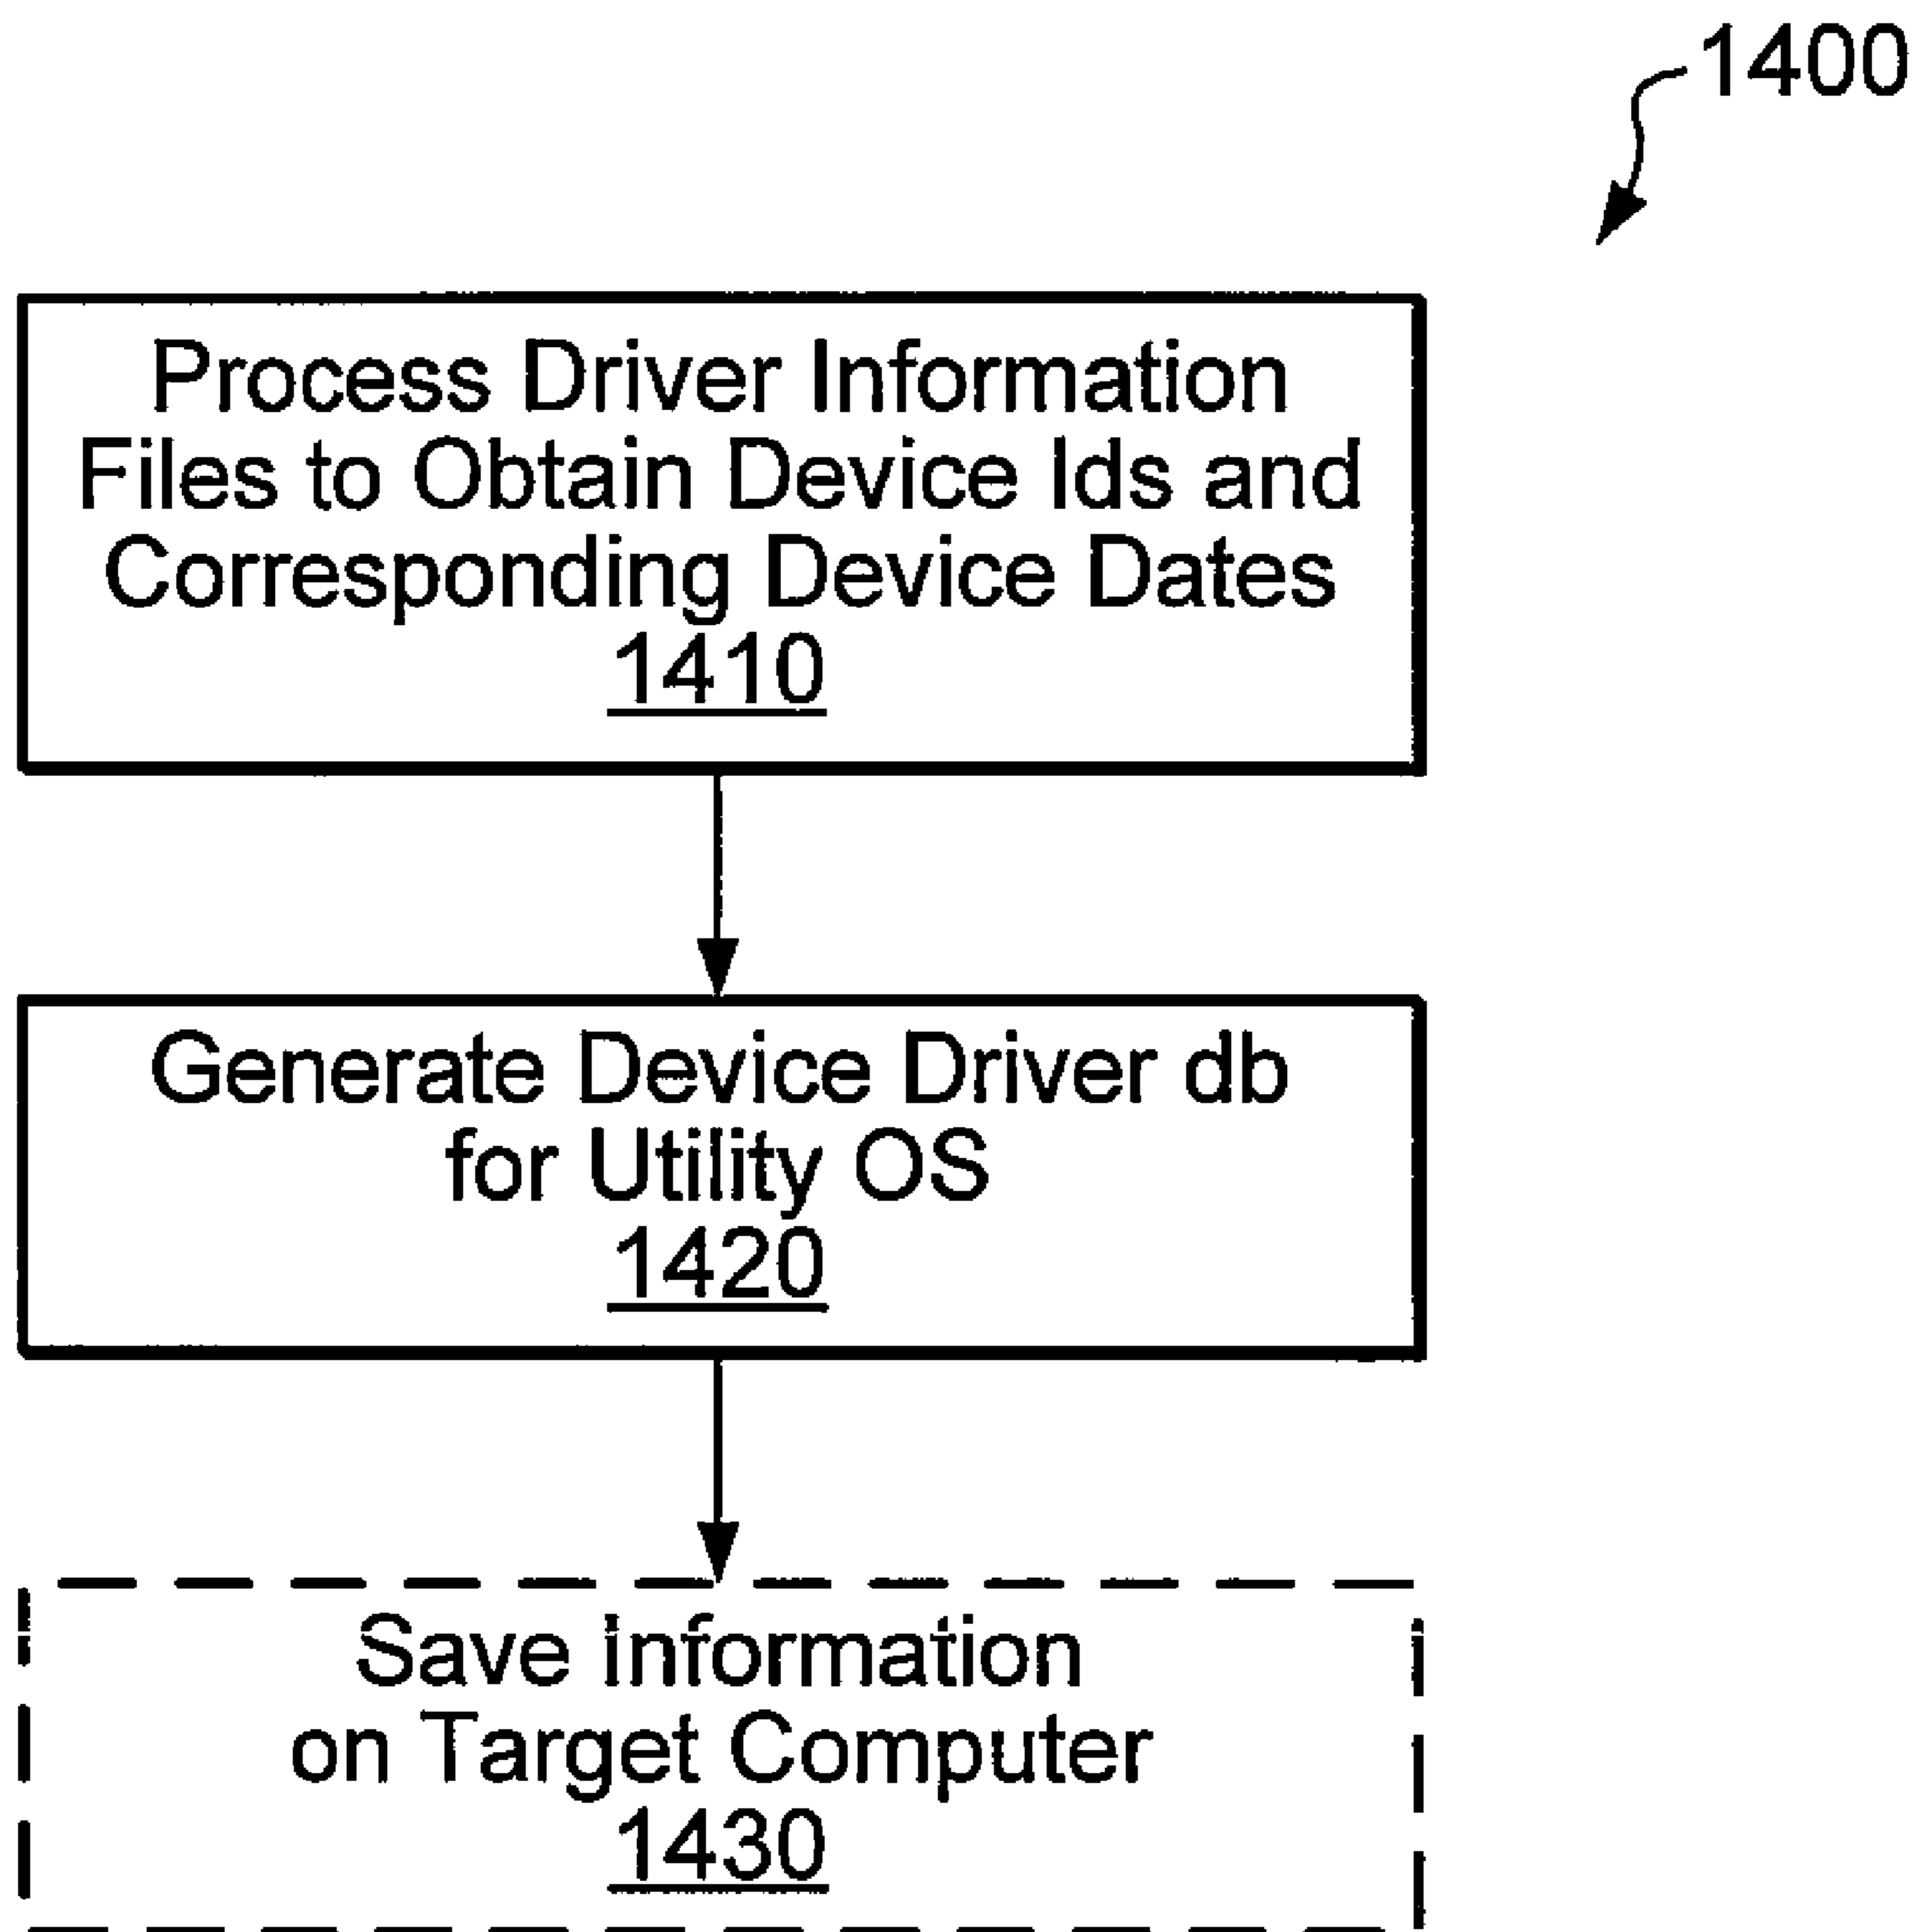 1400
Process Driver Information
Files to Obtain Device Ids and
Corresponding Device Dates
1410
Generate Device Driver db
for Utility OS
1420
Save information
on Target Computer
1430